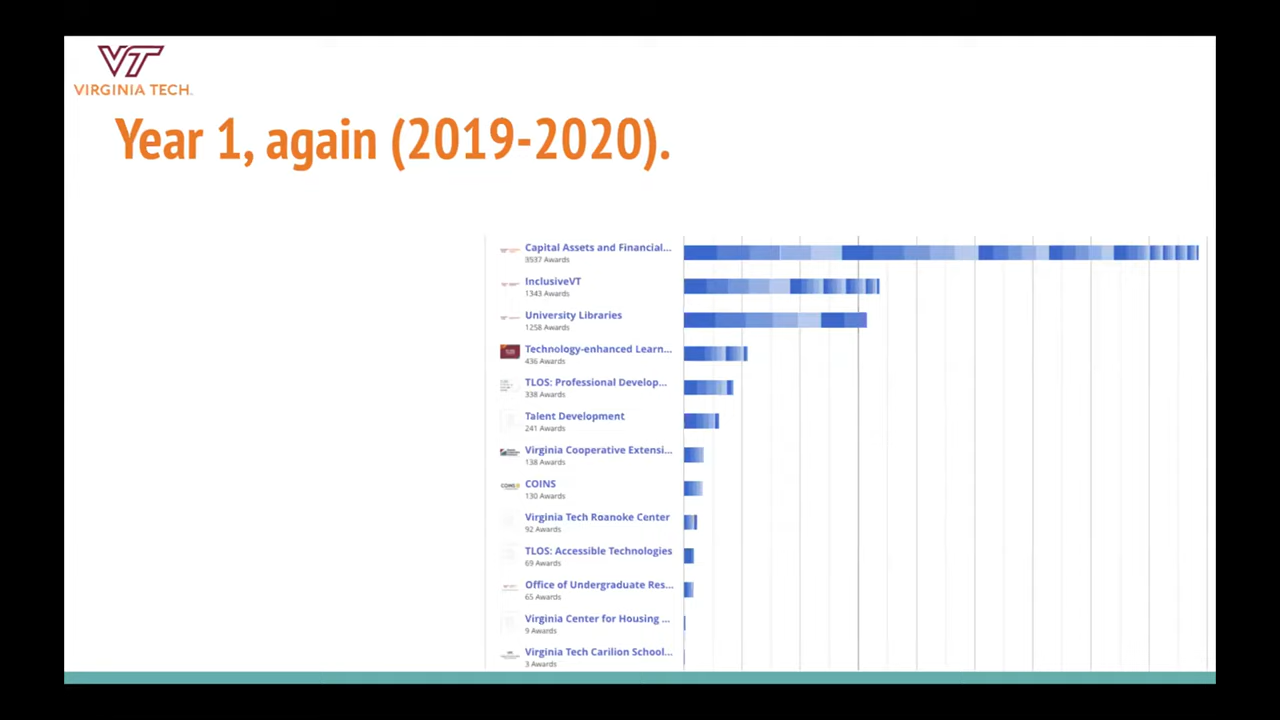 VT
VIRGINIA TECH.
Year 1, again (2019-2020).
Capital Assets and Financial...
3537 Awards
InclusiveVT
1343 Awards
University Libraries
1258 Awards
Technology-enhanced Learn...
436 Awards
TLOS: Professional Develop...
338 Awards
Talent Development
241 Awards
Virginia Cooperative Extensi...
138 Awards
COINS
130 Awards
Virginia Tech Roanoke Center
92 Awards
TLOS: Accessible Technologies
69 Awards
Office of Undergraduate Res...
65 Awards
Virginia Center for Housing ...
9 Awards
Virginia Tech Carilion School...
3 Awards